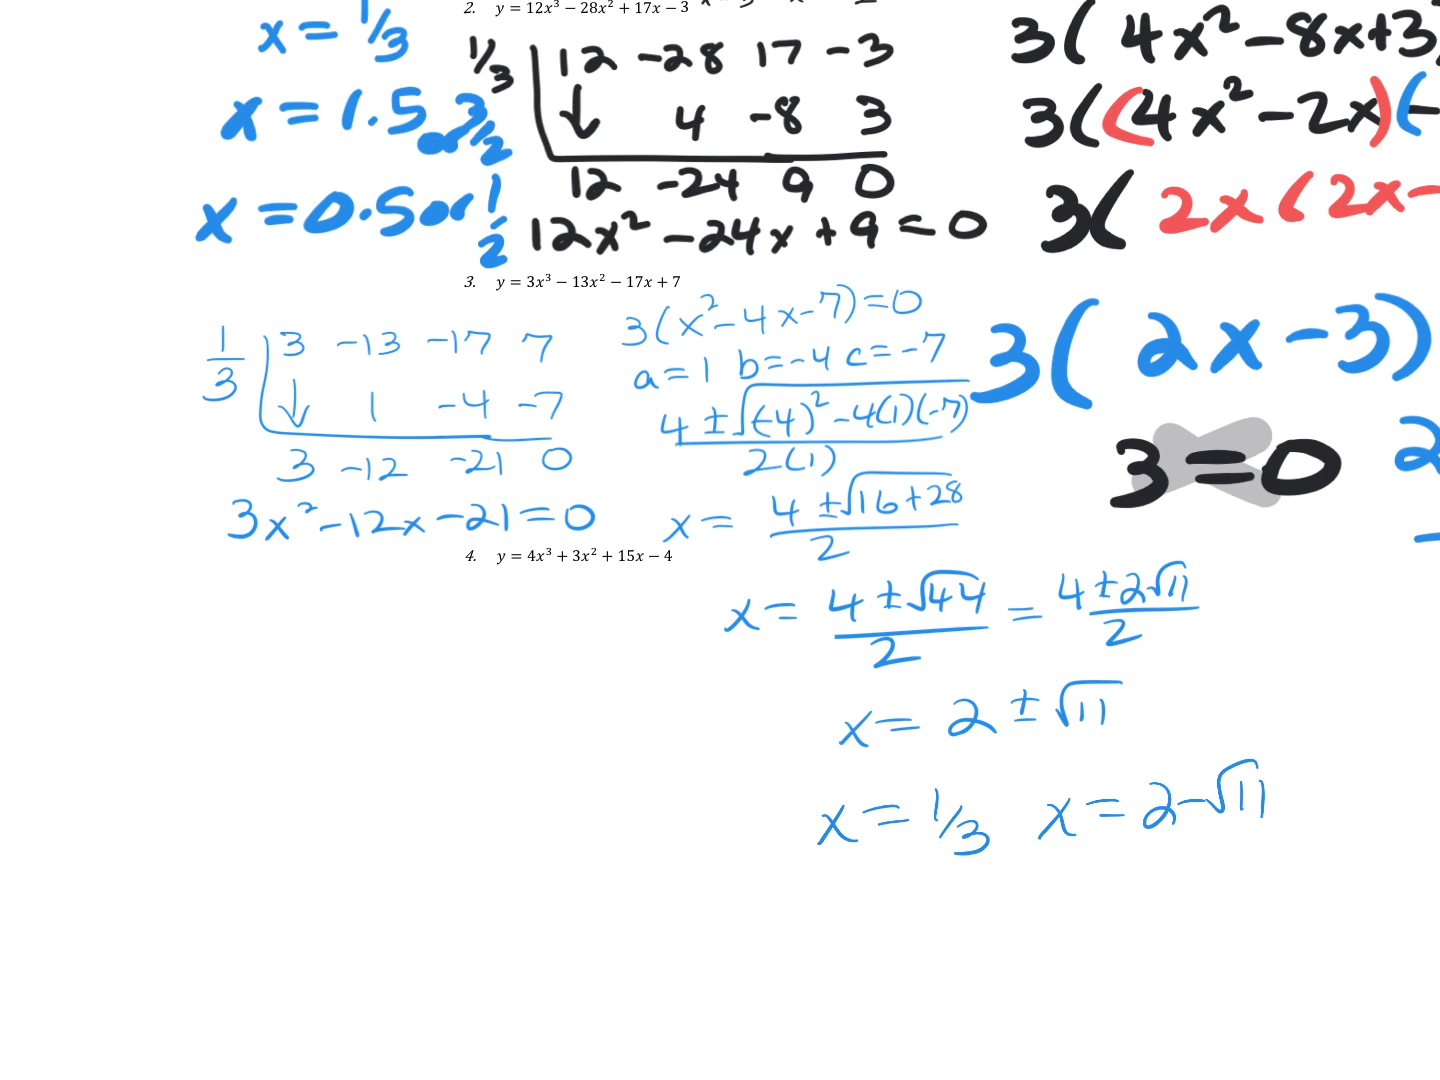 2. y = 12x³ − 28x² + 17x − 3
x = 1/3
x = 1.5 or 3/2
x = 0.5 or 1/2
1/3 | 12 -28 17 -3
↓ 4 -8 3
12 -24 9 0
12x² - 24x + 9 = 0
3( 4x² - 8x + 3)
3((4x² - 2x)(-
3( 2x(2x-
3( 2x - 3)
3 = 0
2
3. y = 3x³ − 13x² − 17x + 7
1/3 | 3 -13 -17 7
↓ 1 -4 -7
3 -12 -21 0
3x² - 12x - 21 = 0
3(x² - 4x - 7) = 0
a = 1 b = -4 c = -7
4 ± √(-4)² - 4(1)(-7)
2(1)
x = 4 ± √16 + 28
2
4. y = 4x³ + 3x² + 15x − 4
x = 4 ± √44 / 2 = 4 ± 2√11 / 2
x = 2 ± √11
x = 1/3 x = 2 - √11